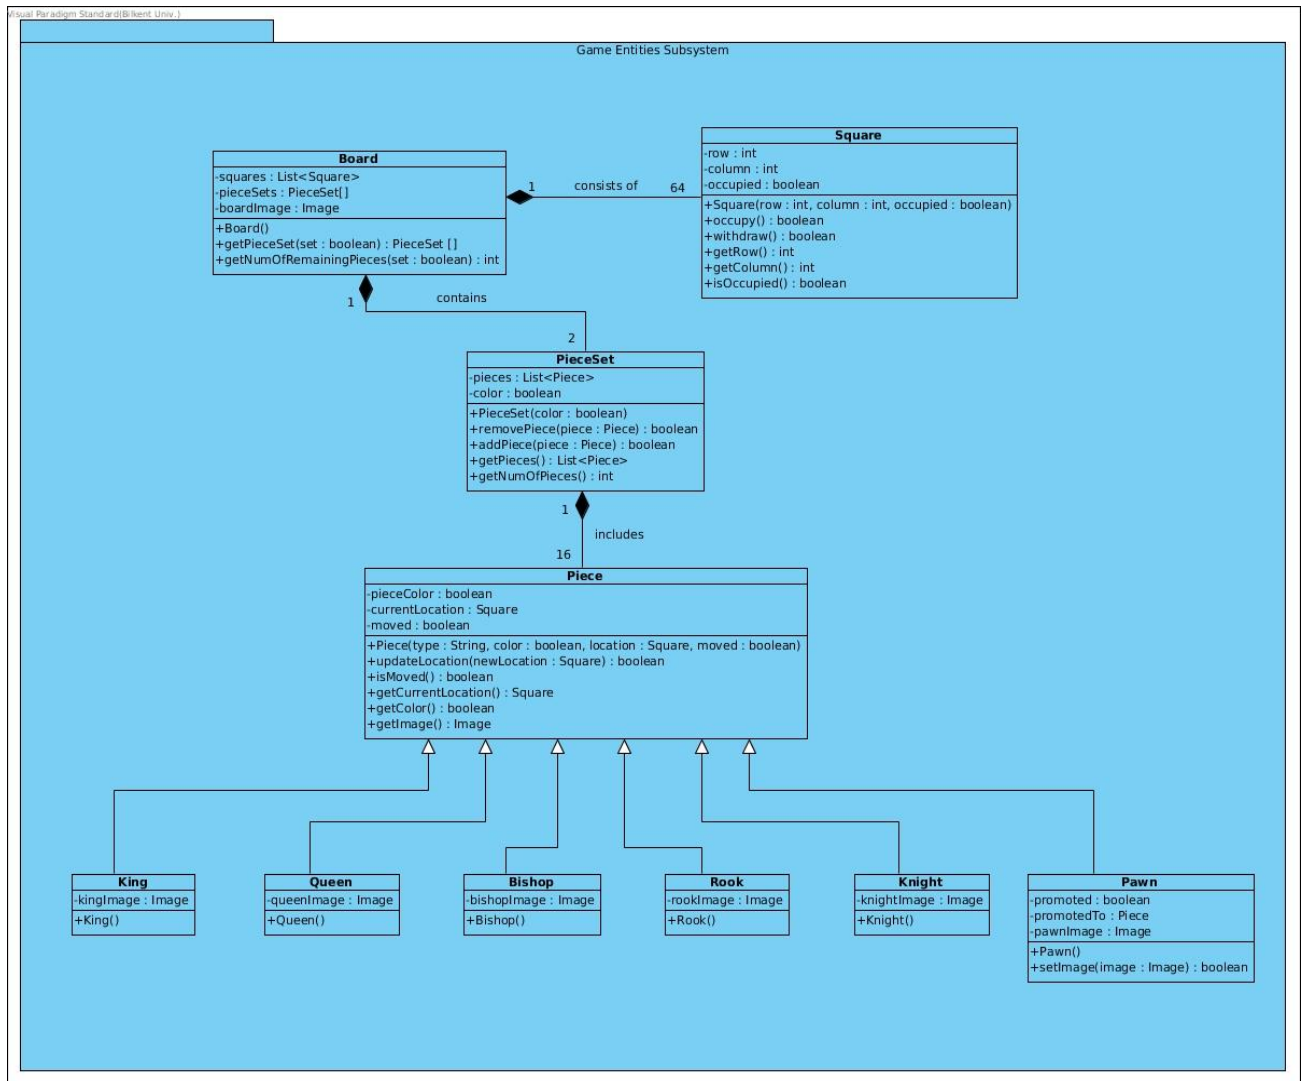 Visual Paradigm Standard(Bilkent Univ.)
Game Entities Subsystem
Board
-squares : List<Square>
-pieceSets : PieceSet[]
-boardImage : Image
+Board()
+getPieceSet(set : boolean) : PieceSet []
+getNumOfRemainingPieces(set : boolean) : int
1
consists of
64
Square
-row : int
-column : int
-occupied : boolean
+Square(row : int, column : int, occupied : boolean)
+occupy() : boolean
+withdraw() : boolean
+getRow() : int
+getColumn() : int
+isOccupied() : boolean
1
contains
2
PieceSet
-pieces : List<Piece>
-color : boolean
+PieceSet(color : boolean)
+removePiece(piece : Piece) : boolean
+addPiece(piece : Piece) : boolean
+getPieces() : List<Piece>
+getNumOfPieces() : int
1
includes
16
Piece
-pieceColor : boolean
-currentLocation : Square
-moved : boolean
+Piece(type : String, color : boolean, location : Square, moved : boolean)
+updateLocation(newLocation : Square) : boolean
+isMoved() : boolean
+getCurrentLocation() : Square
+getColor() : boolean
+getImage() : Image
King
-kingImage : Image
+King()
Queen
-queenImage : Image
+Queen()
Bishop
-bishopImage : Image
+Bishop()
Rook
-rookImage : Image
+Rook()
Knight
-knightImage : Image
+Knight()
Pawn
-promoted : boolean
-promotedTo : Piece
-pawnImage : Image
+Pawn()
+setImage(image : Image) : boolean